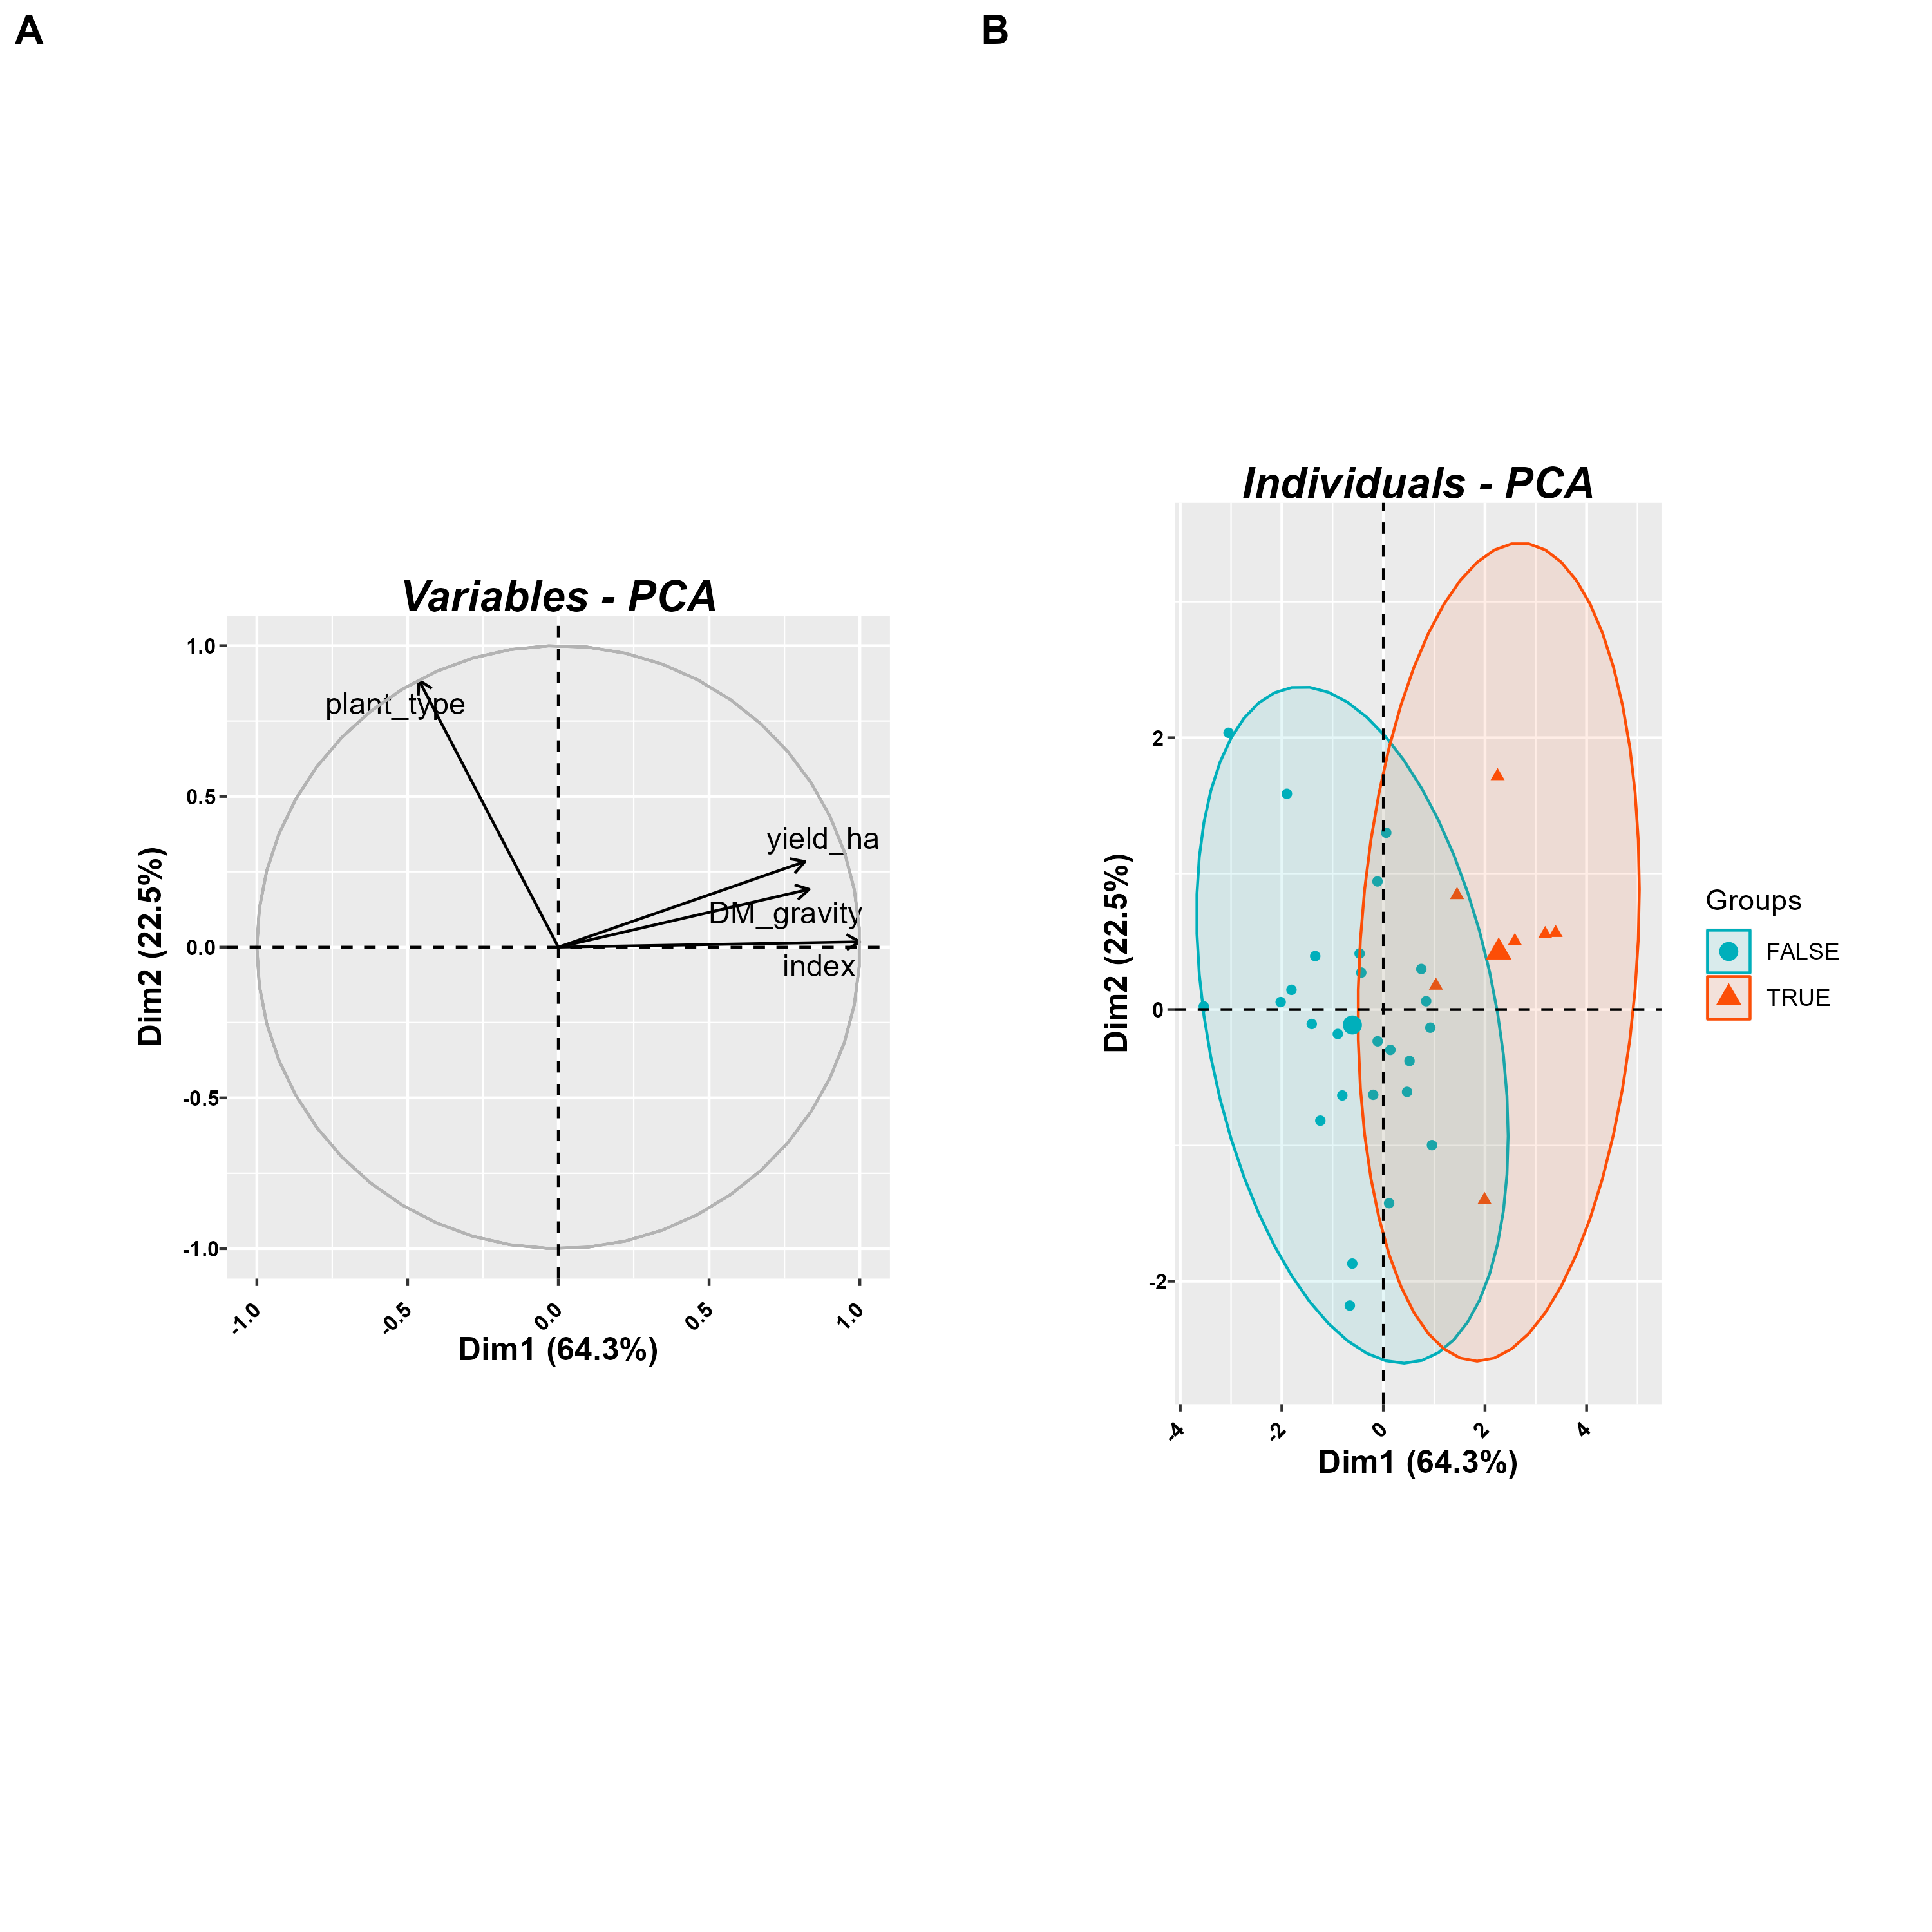 A
B
Variables - PCA
1.0
0.5
0.0
-0.5
-1.0
Dim2 (22.5%)
plant_type
yield_ha
DM_gravity
index
-1.0
-0.5
0.0
0.5
1.0
Dim1 (64.3%)
Individuals - PCA
2
0
-2
Dim2 (22.5%)
-4
-2
0
2
4
Dim1 (64.3%)
Groups
FALSE
TRUE